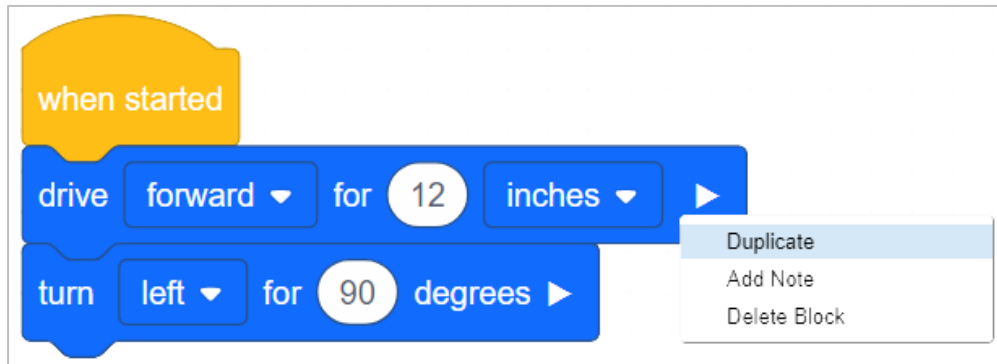 when started
drive forward for 12 inches
turn left for 90 degrees
Duplicate
Add Note
Delete Block